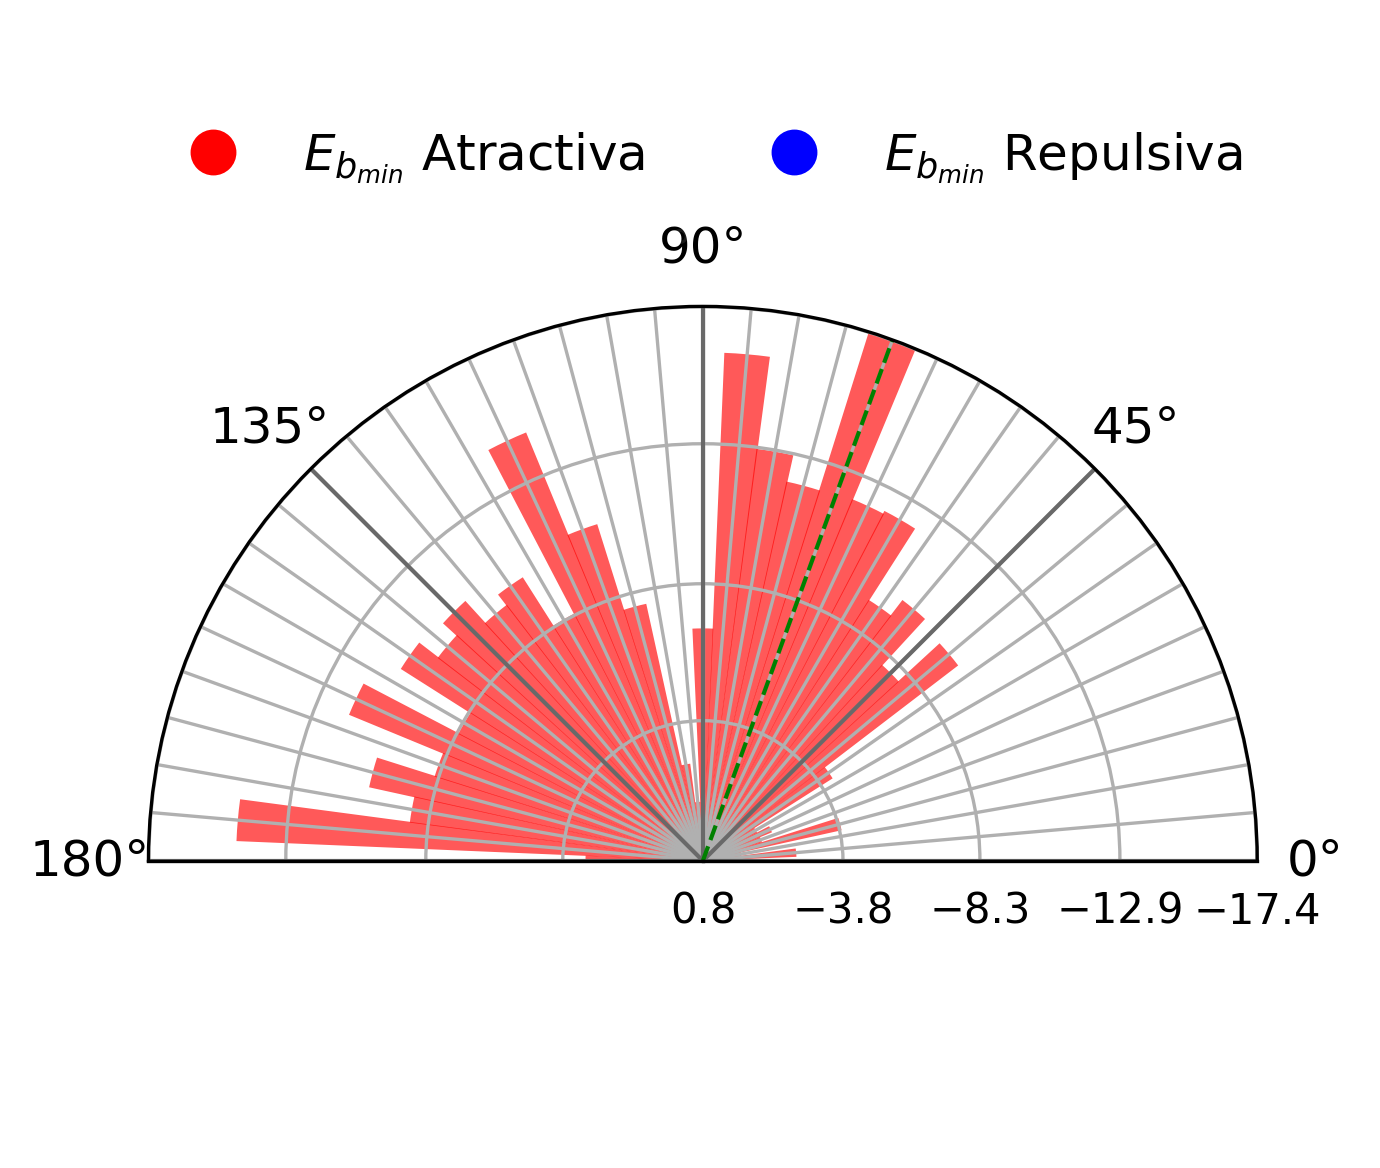 E_{b_{min}} Atractiva E_{b_{min}} Repulsiva
90°
135° 45°
180° 0°
0.8 −3.8 −8.3 −12.9 −17.4